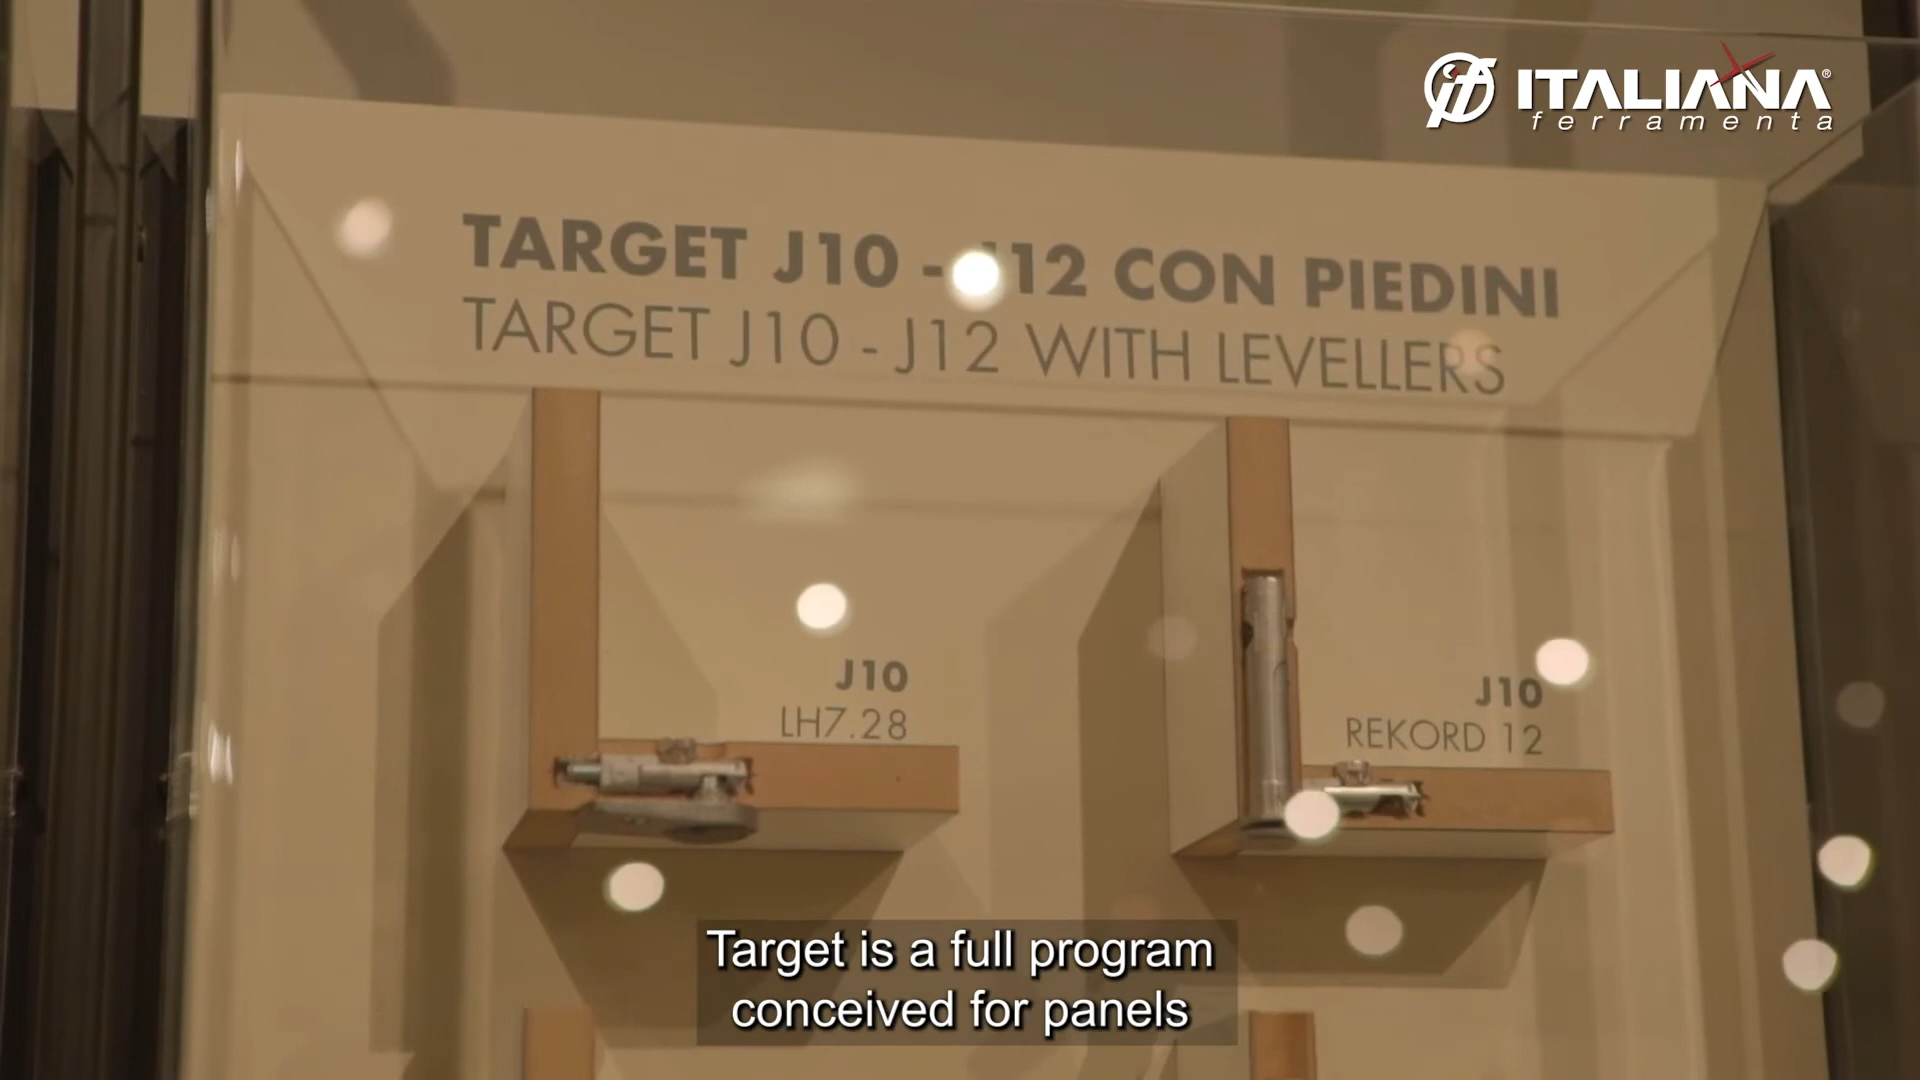 ITALIANA®
ferramenta
TARGET J10 - J12 CON PIEDINI
TARGET J10 - J12 WITH LEVELLERS
J10
LH7.28
J10
REKORD 12
Target is a full program
conceived for panels